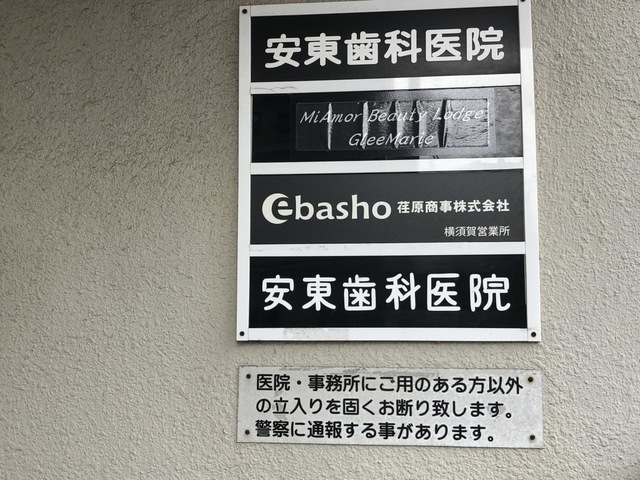 安東歯科医院
MiAmor Beauty Lodge
GleeMarie
ebasho 荏原商事株式会社
横須賀営業所
安東歯科医院
医院・事務所にご用のある方以外
の立入りを固くお断り致します。
警察に通報する事があります。